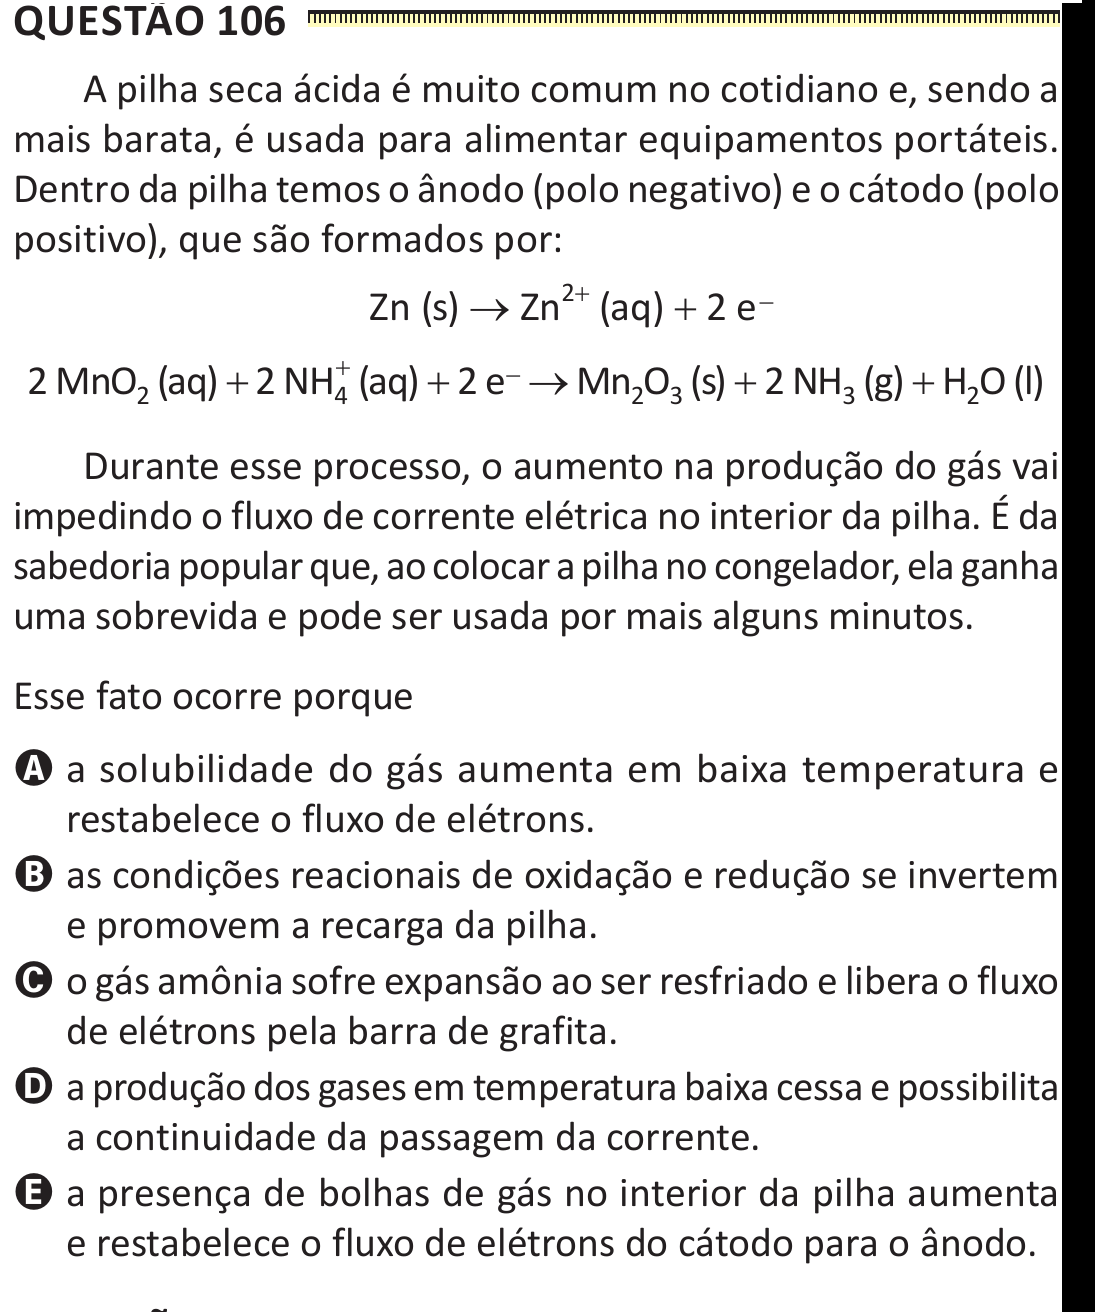 QUESTÃO 106
A pilha seca ácida é muito comum no cotidiano e, sendo a
mais barata, é usada para alimentar equipamentos portáteis.
Dentro da pilha temos o ânodo (polo negativo) e o cátodo (polo
positivo), que são formados por:
Zn (s) → Zn²⁺ (aq) + 2 e⁻
2 MnO₂ (aq) + 2 NH₄⁺ (aq) + 2 e⁻ → Mn₂O₃ (s) + 2 NH₃ (g) + H₂O (l)
Durante esse processo, o aumento na produção do gás vai
impedindo o fluxo de corrente elétrica no interior da pilha. É da
sabedoria popular que, ao colocar a pilha no congelador, ela ganha
uma sobrevida e pode ser usada por mais alguns minutos.
Esse fato ocorre porque
A a solubilidade do gás aumenta em baixa temperatura e
restabelece o fluxo de elétrons.
B as condições reacionais de oxidação e redução se invertem
e promovem a recarga da pilha.
C o gás amônia sofre expansão ao ser resfriado e libera o fluxo
de elétrons pela barra de grafita.
D a produção dos gases em temperatura baixa cessa e possibilita
a continuidade da passagem da corrente.
E a presença de bolhas de gás no interior da pilha aumenta
e restabelece o fluxo de elétrons do cátodo para o ânodo.